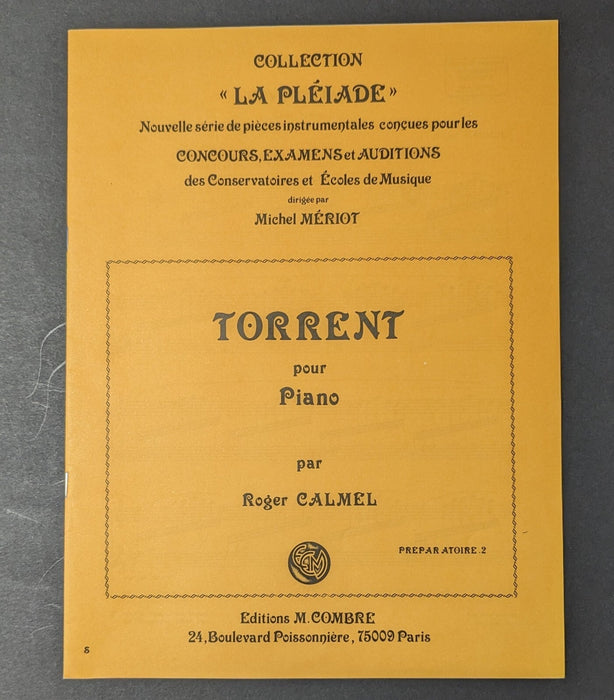 COLLECTION
« LA PLÉIADE »
Nouvelle série de pièces instrumentales conçues pour les
CONCOURS, EXAMENS et AUDITIONS
des Conservatoires et Écoles de Musique
dirigée par
Michel MÉRIOT
TORRENT
pour
Piano
par
Roger CALMEL
PREPARATOIRE.2
Editions M. COMBRE
24, Boulevard Poissonnière, 75009 Paris